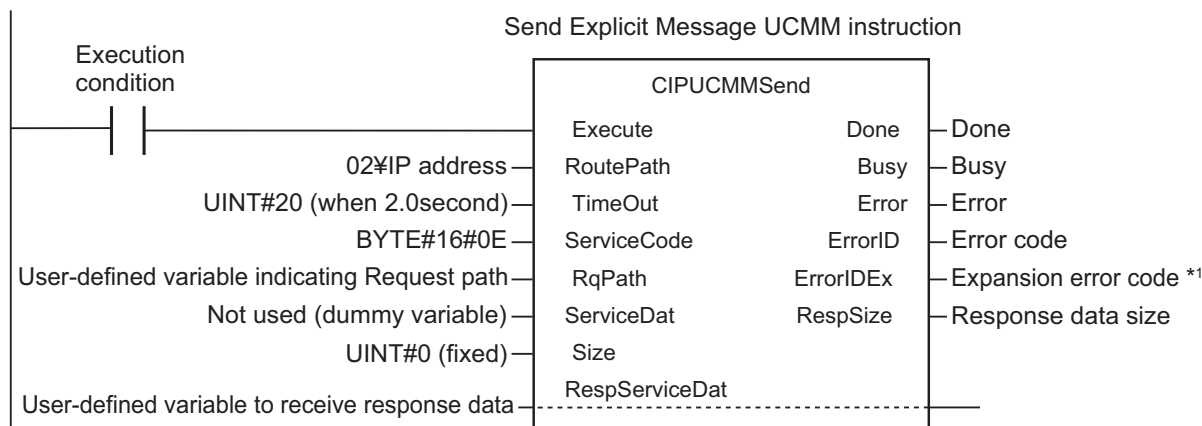 Send Explicit Message UCMM instruction
Execution
condition
CIPUCMMSend
Execute Done Done
02¥IP address RoutePath Busy Busy
UINT#20 (when 2.0second) TimeOut Error Error
BYTE#16#0E ServiceCode ErrorID Error code
User-defined variable indicating Request path RqPath ErrorIDEx Expansion error code *1
Not used (dummy variable) ServiceDat RespSize Response data size
UINT#0 (fixed) Size
RespServiceDat
User-defined variable to receive response data